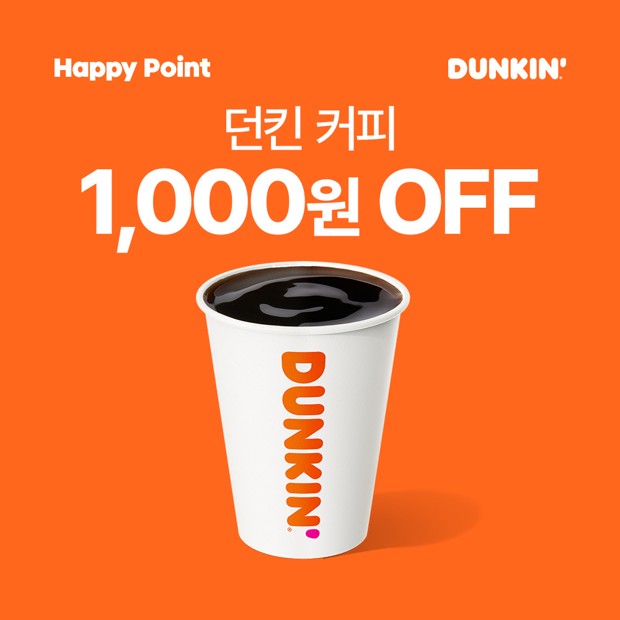 Happy Point
DUNKIN'
던킨 커피
1,000원 OFF
DUNKIN'